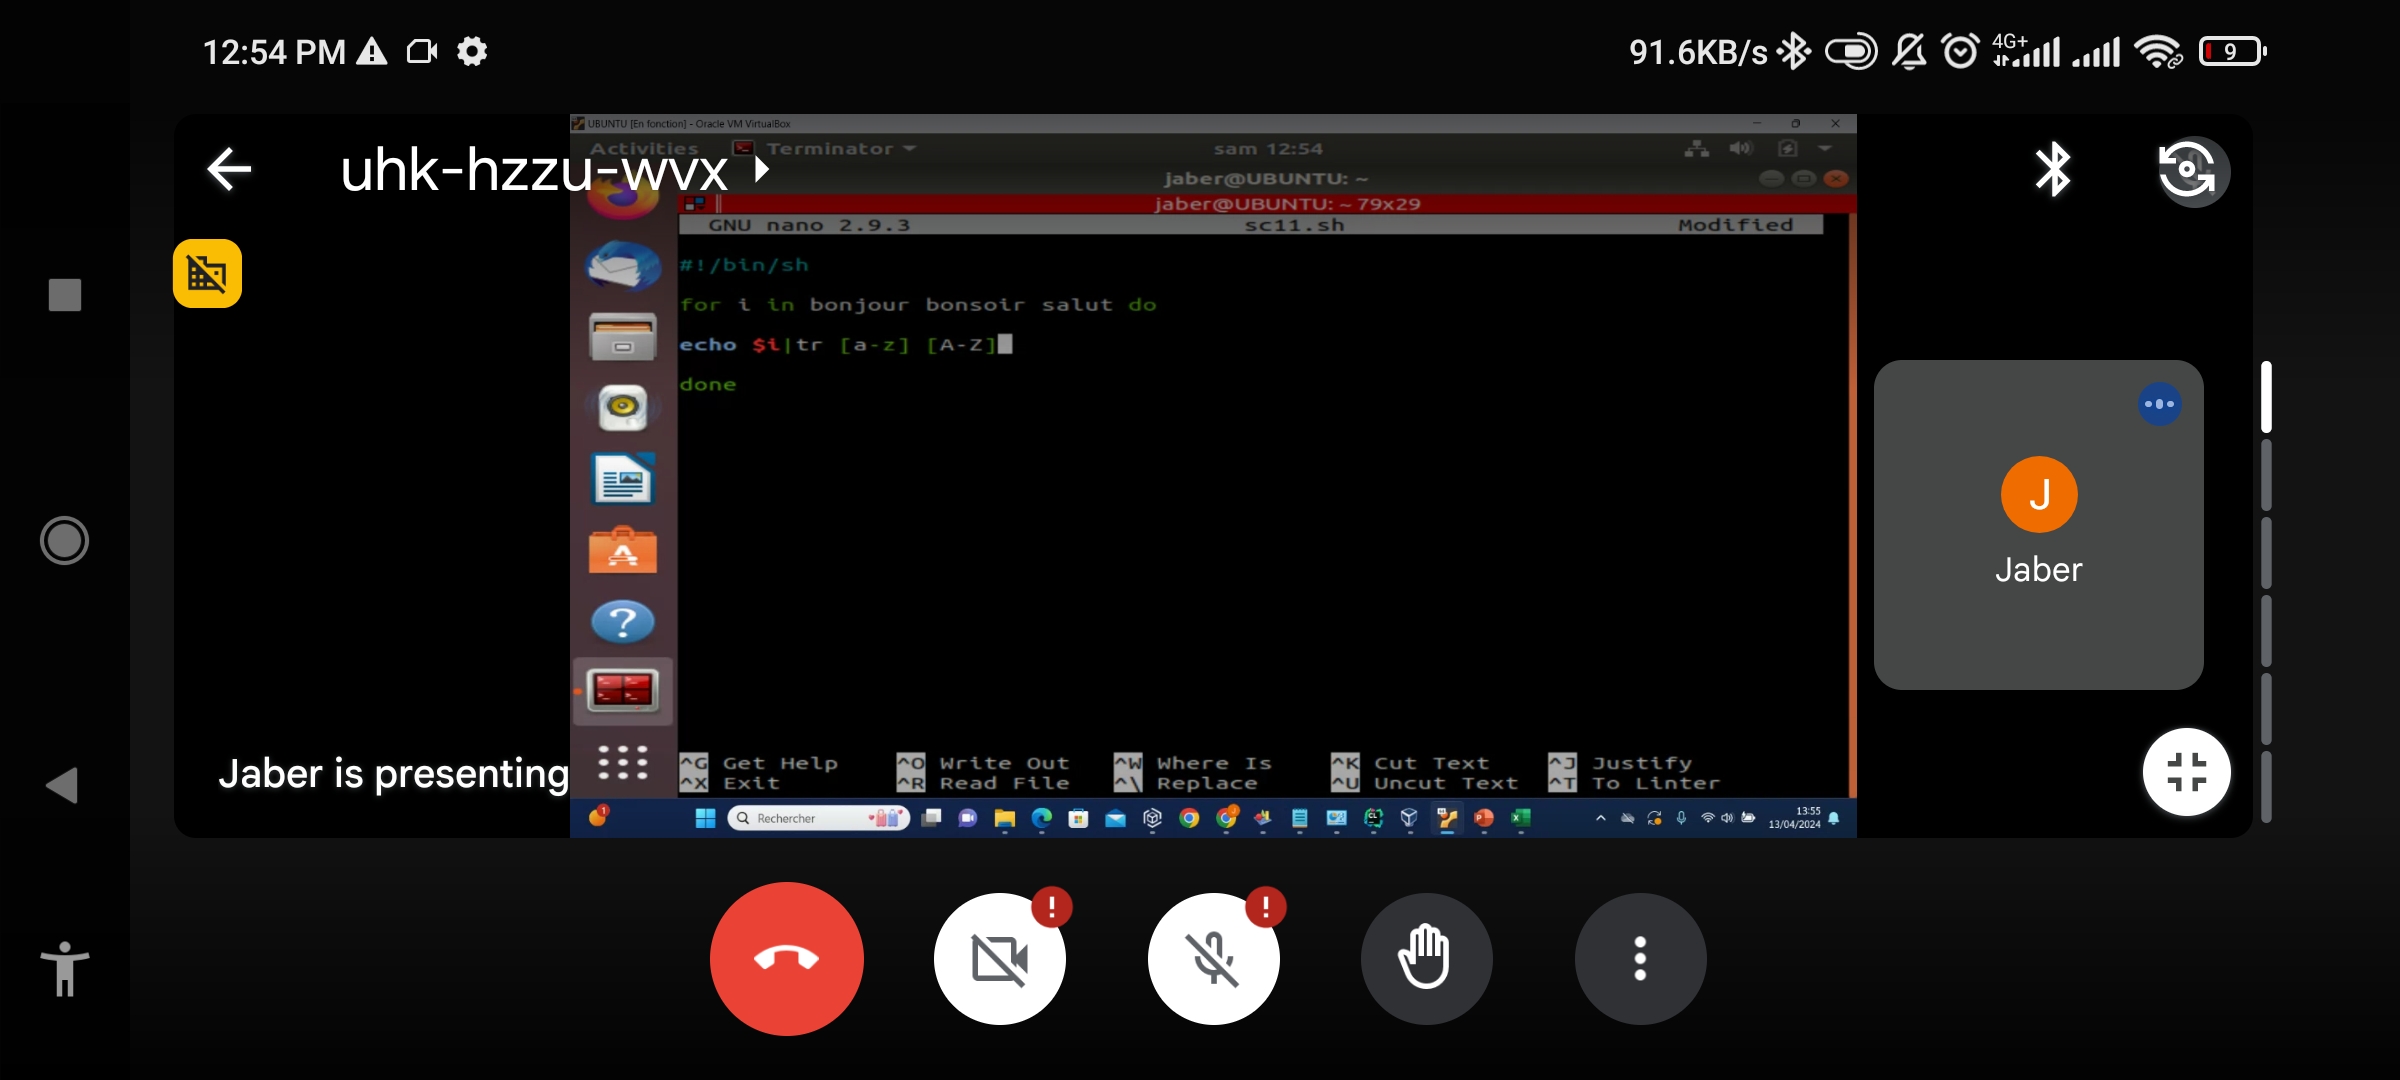 12:54 PM
91.6KB/s
4G+
9
UBUNTU [En fonction] - Oracle VM VirtualBox
uhk-hzzu-wvx
Activities
Terminator
sam 12:54
jaber@UBUNTU: ~
jaber@UBUNTU: ~ 79x29
GNU nano 2.9.3 sc11.sh Modified
#!/bin/sh
for i in bonjour bonsoir salut do
echo $i|tr [a-z] [A-Z]
done
J
Jaber
Jaber is presenting
^G Get Help ^O Write Out ^W Where Is ^K Cut Text ^J Justify
^X Exit ^R Read File ^\ Replace ^U Uncut Text ^T To Linter
1
Rechercher
13:55
13/04/2024